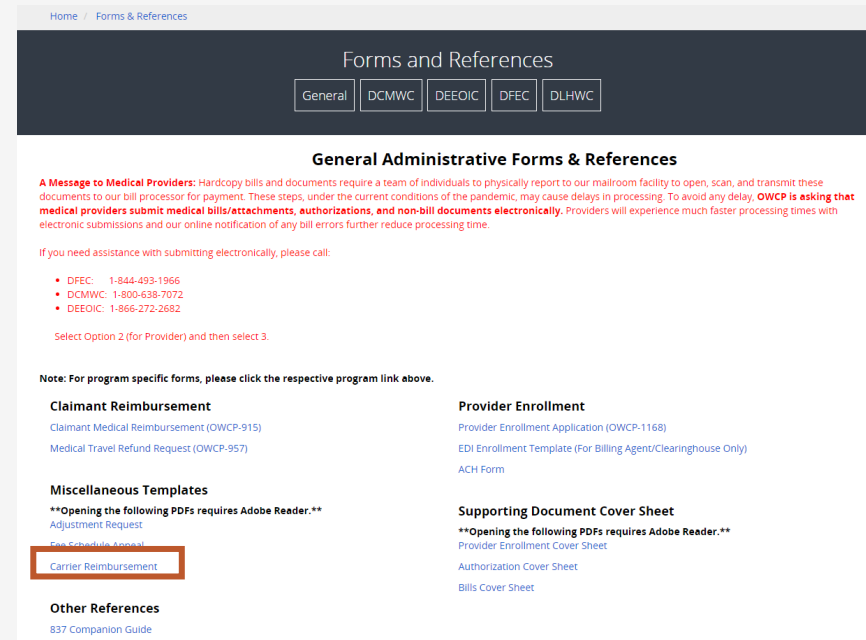 Home / Forms & References
Forms and References
General DCMWC DEEOIC DFEC DLHWC
General Administrative Forms & References
A Message to Medical Providers: Hardcopy bills and documents require a team of individuals to physically report to our mailroom facility to open, scan, and transmit these
documents to our bill processor for payment. These steps, under the current conditions of the pandemic, may cause delays in processing. To avoid any delay, OWCP is asking that
medical providers submit medical bills/attachments, authorizations, and non-bill documents electronically. Providers will experience much faster processing times with
electronic submissions and our online notification of any bill errors further reduce processing time.
If you need assistance with submitting electronically, please call:
• DFEC: 1-844-493-1966
• DCMWC: 1-800-638-7072
• DEEOIC: 1-866-272-2682
Select Option 2 (for Provider) and then select 3.
Note: For program specific forms, please click the respective program link above.
Claimant Reimbursement
Claimant Medical Reimbursement (OWCP-915)
Medical Travel Refund Request (OWCP-957)
Miscellaneous Templates
**Opening the following PDFs requires Adobe Reader.**
Adjustment Request
Fee Schedule Appeal
Carrier Reimbursement
Other References
837 Companion Guide
Provider Enrollment
Provider Enrollment Application (OWCP-1168)
EDI Enrollment Template (For Billing Agent/Clearinghouse Only)
ACH Form
Supporting Document Cover Sheet
**Opening the following PDFs requires Adobe Reader.**
Provider Enrollment Cover Sheet
Authorization Cover Sheet
Bills Cover Sheet